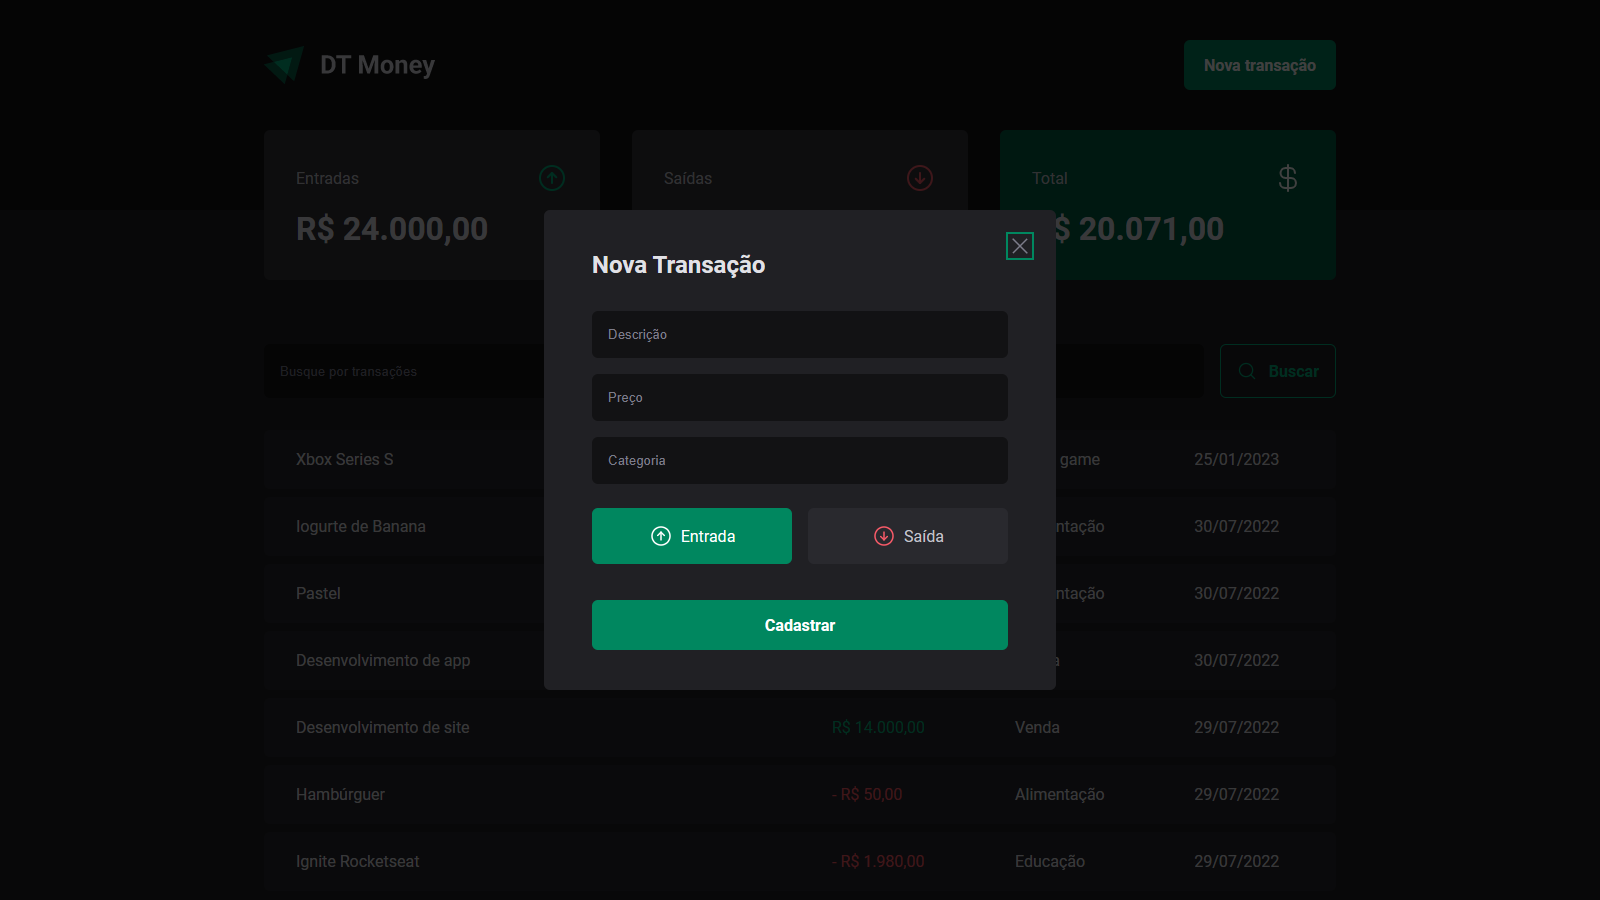 DT Money
Nova transação
Entradas
Saídas
Total
R$ 24.000,00
$ 20.071,00
Nova Transação
Descrição
Preço
Categoria
Entrada
Saída
Cadastrar
Busque por transações
Buscar
Xbox Series S
game
25/01/2023
Iogurte de Banana
ntação
30/07/2022
Pastel
ntação
30/07/2022
Desenvolvimento de app
a
30/07/2022
Desenvolvimento de site
R$ 14.000,00
Venda
29/07/2022
Hambúrguer
- R$ 50,00
Alimentação
29/07/2022
Ignite Rocketseat
- R$ 1.980,00
Educação
29/07/2022